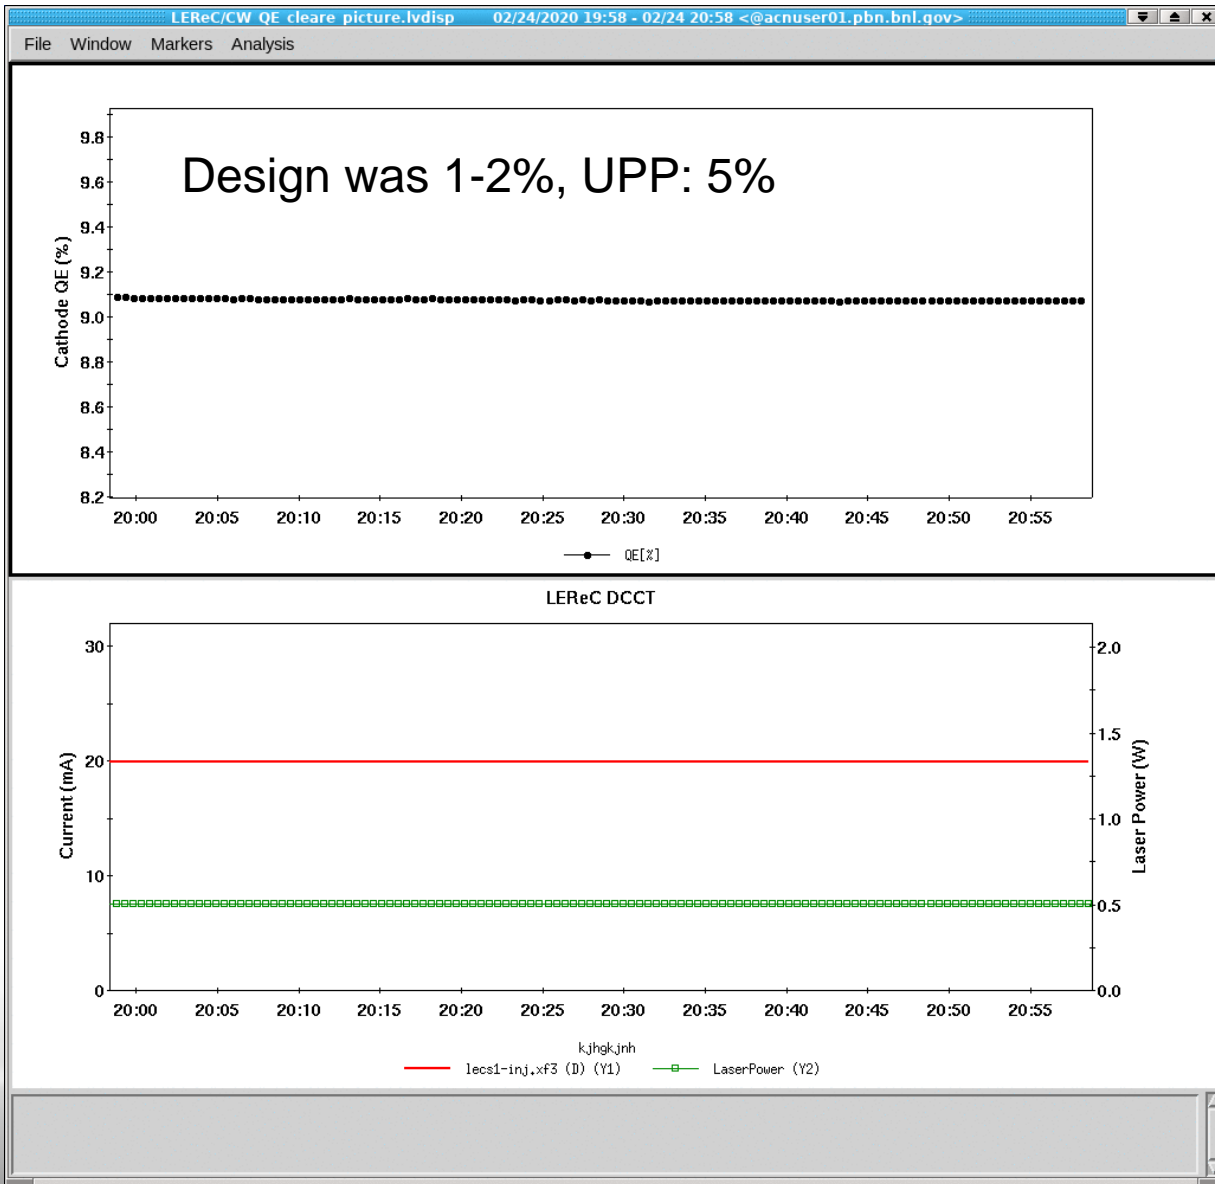 LEReC/CW_QE_cleare_picture.lvdisp 02/24/2020 19:58 - 02/24 20:58 <@acnuser01.pbn.bnl.gov>
File Window Markers Analysis
Design was 1-2%, UPP: 5%
Cathode QE (%)
9.8
9.6
9.4
9.2
9.0
8.8
8.6
8.4
8.2
20:00 20:05 20:10 20:15 20:20 20:25 20:30 20:35 20:40 20:45 20:50 20:55
QE[%]
LEReC DCCT
Current (mA)
30
20
10
0
2.0
1.5
1.0
0.5
0.0
Laser Power (W)
20:00 20:05 20:10 20:15 20:20 20:25 20:30 20:35 20:40 20:45 20:50 20:55
kjhgkjnh
lecs1-inj.xf3 (D) (Y1) LaserPower (Y2)